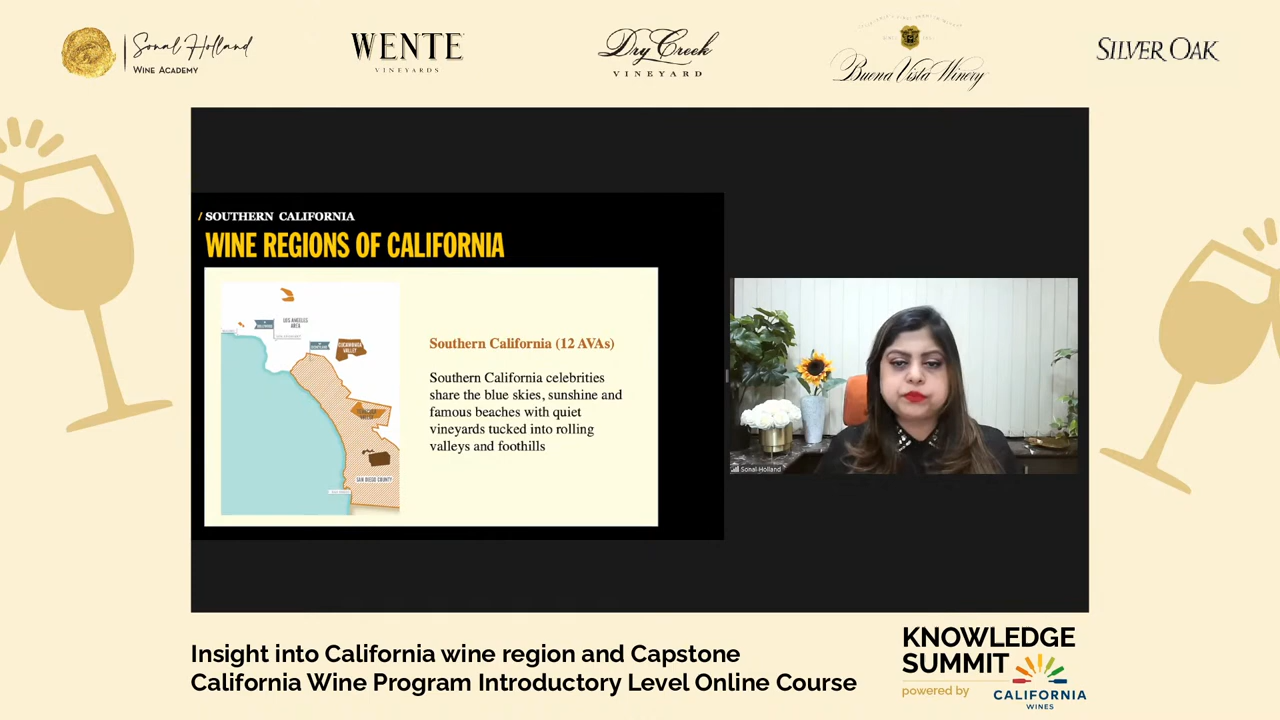 Sonal Holland
WINE ACADEMY
WENTE
VINEYARDS
Dry Creek
VINEYARD
Buena Vista Winery
SILVER OAK
/ SOUTHERN CALIFORNIA
WINE REGIONS OF CALIFORNIA
LOS ANGELES
AREA
CUCAMONGA
VALLEY
SAN DIEGO COUNTY
Southern California (12 AVAs)
Southern California celebrities
share the blue skies, sunshine and
famous beaches with quiet
vineyards tucked into rolling
valleys and foothills
Sonal Holland
Insight into California wine region and Capstone
California Wine Program Introductory Level Online Course
KNOWLEDGE
SUMMIT
powered by
CALIFORNIA
WINES